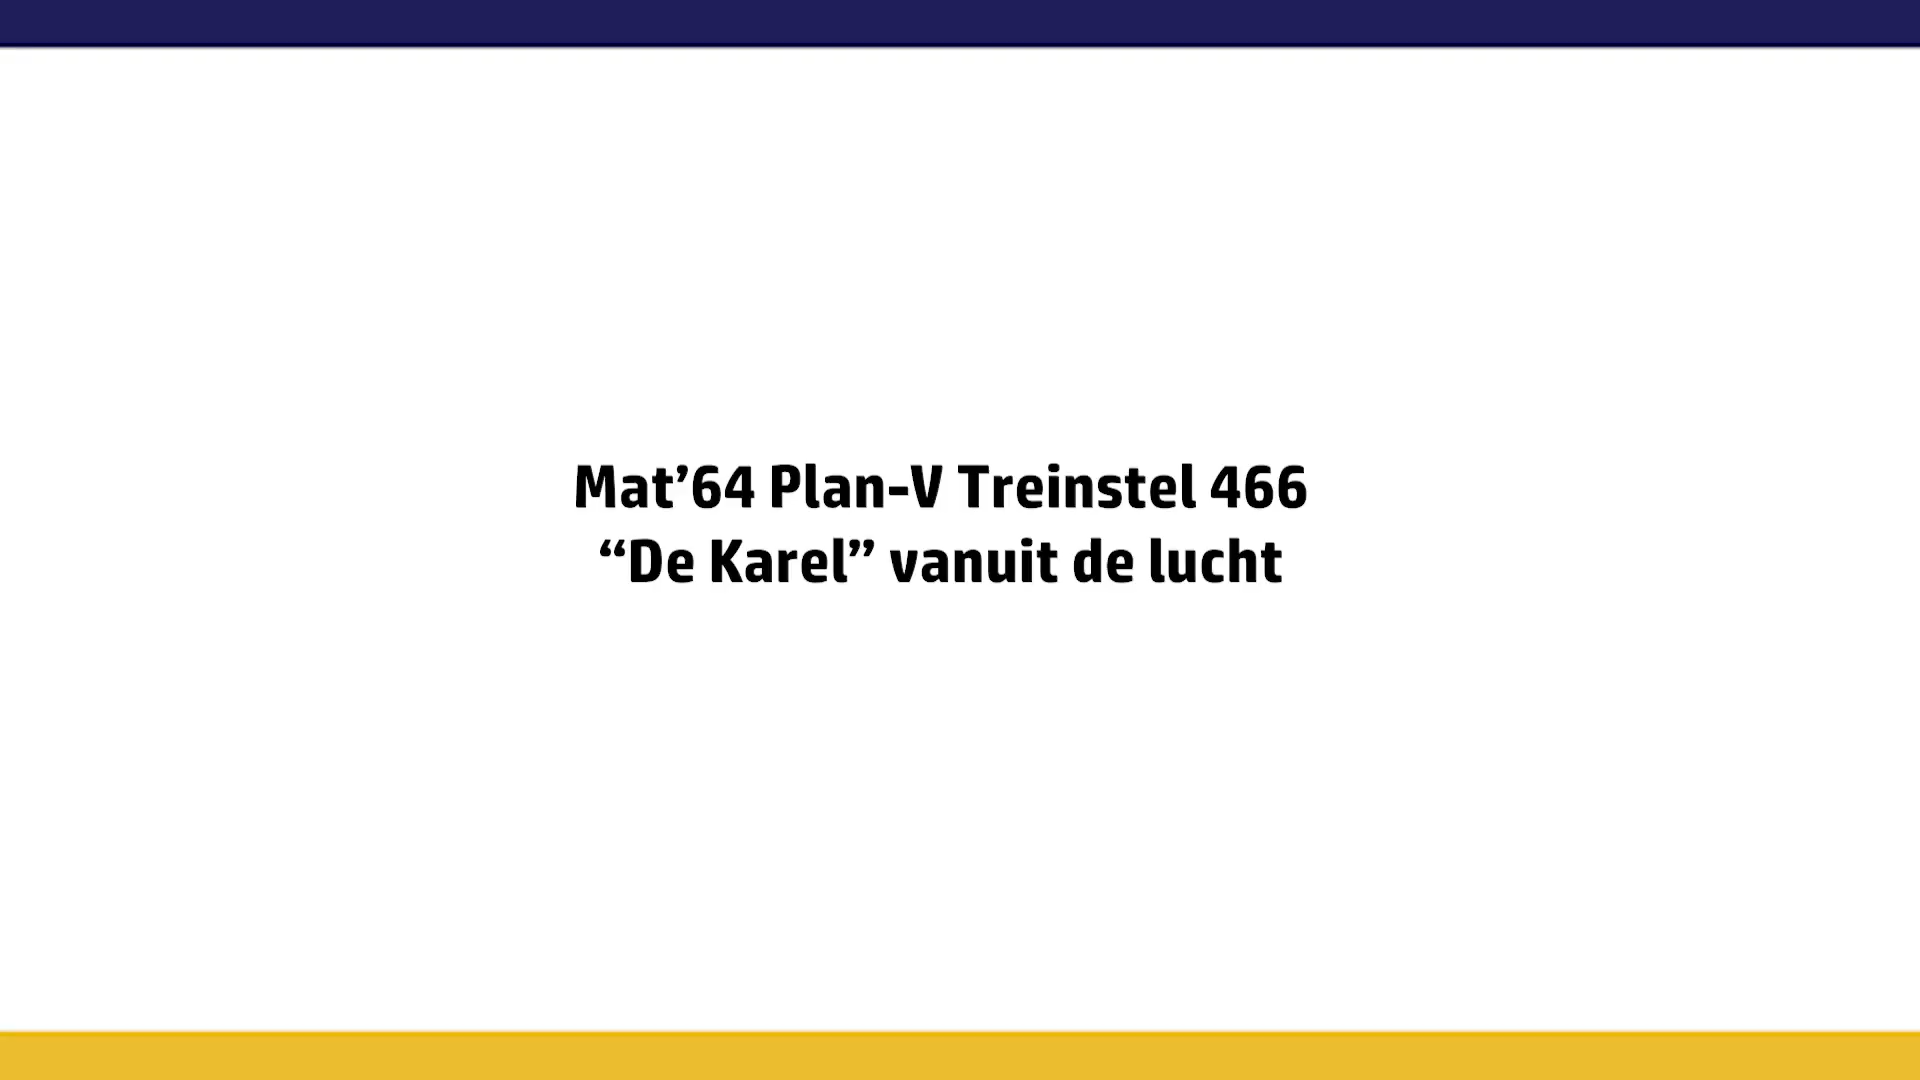 Mat’64 Plan-V Treinstel 466
“De Karel” vanuit de lucht